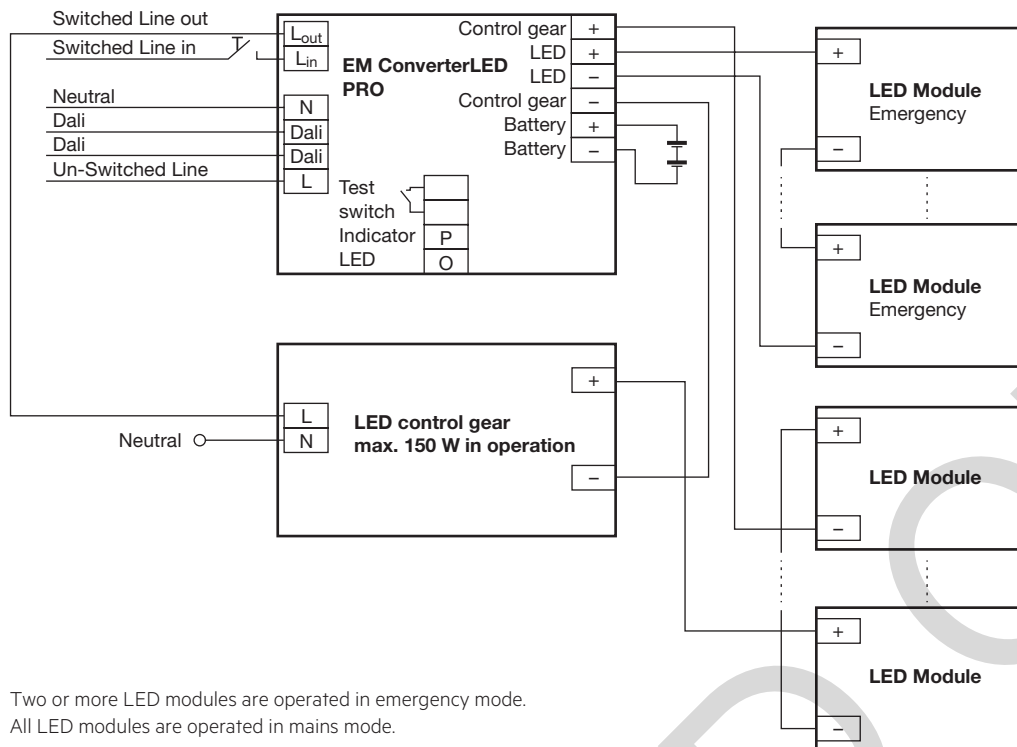 Switched Line out
Switched Line in
Neutral
Dali
Dali
Un-Switched Line
Lout
Lin
N
Dali
Dali
L
EM ConverterLED
PRO
Test
switch
Indicator
LED
P
O
Control gear +
LED +
LED –
Control gear –
Battery +
Battery –
+
LED Module
Emergency
–
+
LED Module
Emergency
–
L
N
Neutral
LED control gear
max. 150 W in operation
+
–
+
LED Module
–
+
LED Module
–
Two or more LED modules are operated in emergency mode.
All LED modules are operated in mains mode.